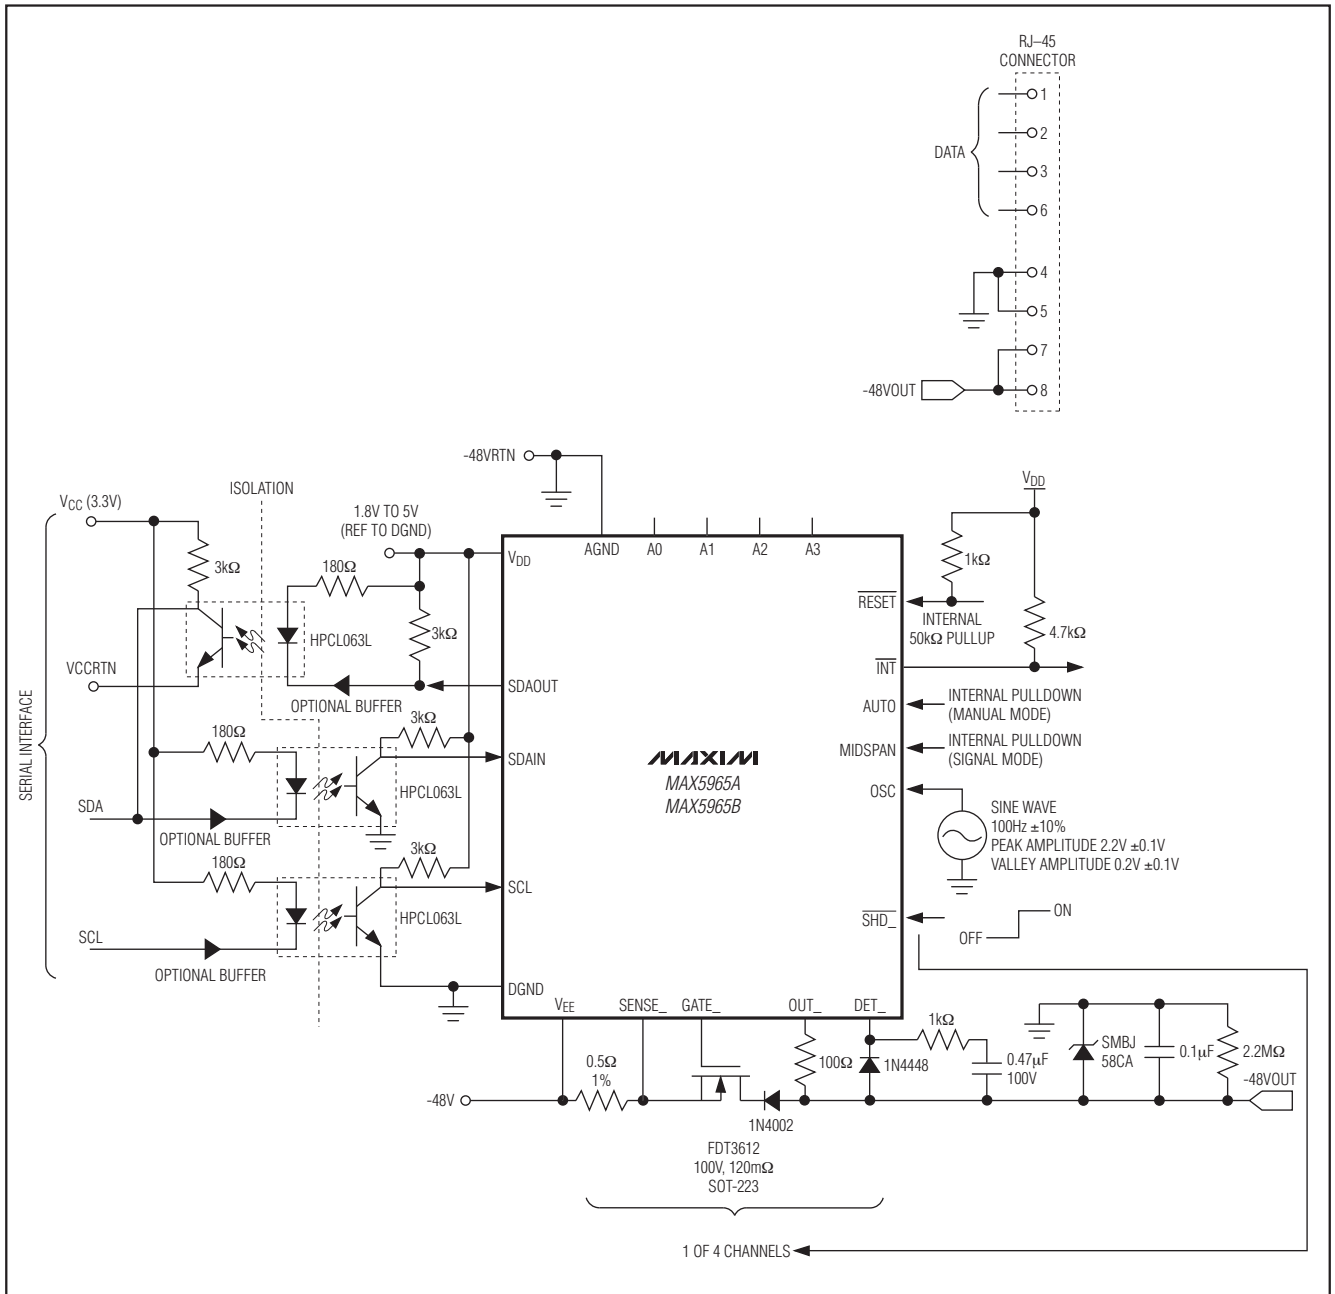 RJ–45
CONNECTOR
1
2
DATA
3
6
4
5
7
-48VOUT
8
-48VRTN
ISOLATION
VCC (3.3V)
1.8V TO 5V
(REF TO DGND)
VDD
180Ω
3kΩ
HPCL063L
3kΩ
VCCRTN
SDAOUT
OPTIONAL BUFFER
SERIAL INTERFACE
180Ω
3kΩ
SDAIN
HPCL063L
SDA
OPTIONAL BUFFER
180Ω
3kΩ
SCL
HPCL063L
SCL
OPTIONAL BUFFER
DGND
AGND
A0
A1
A2
A3
MAXIM
MAX5965A
MAX5965B
VDD
1kΩ
RESET
INTERNAL
50kΩ PULLUP
4.7kΩ
INT
AUTO
INTERNAL PULLDOWN
(MANUAL MODE)
MIDSPAN
INTERNAL PULLDOWN
(SIGNAL MODE)
OSC
SINE WAVE
100Hz ±10%
PEAK AMPLITUDE 2.2V ±0.1V
VALLEY AMPLITUDE 0.2V ±0.1V
SHD_
ON
OFF
VEE
SENSE_
GATE_
OUT_
DET_
1kΩ
0.5Ω
1%
100Ω
1N4448
0.47µF
100V
SMBJ
58CA
0.1µF
2.2MΩ
-48VOUT
-48V
1N4002
FDT3612
100V, 120mΩ
SOT-223
1 OF 4 CHANNELS